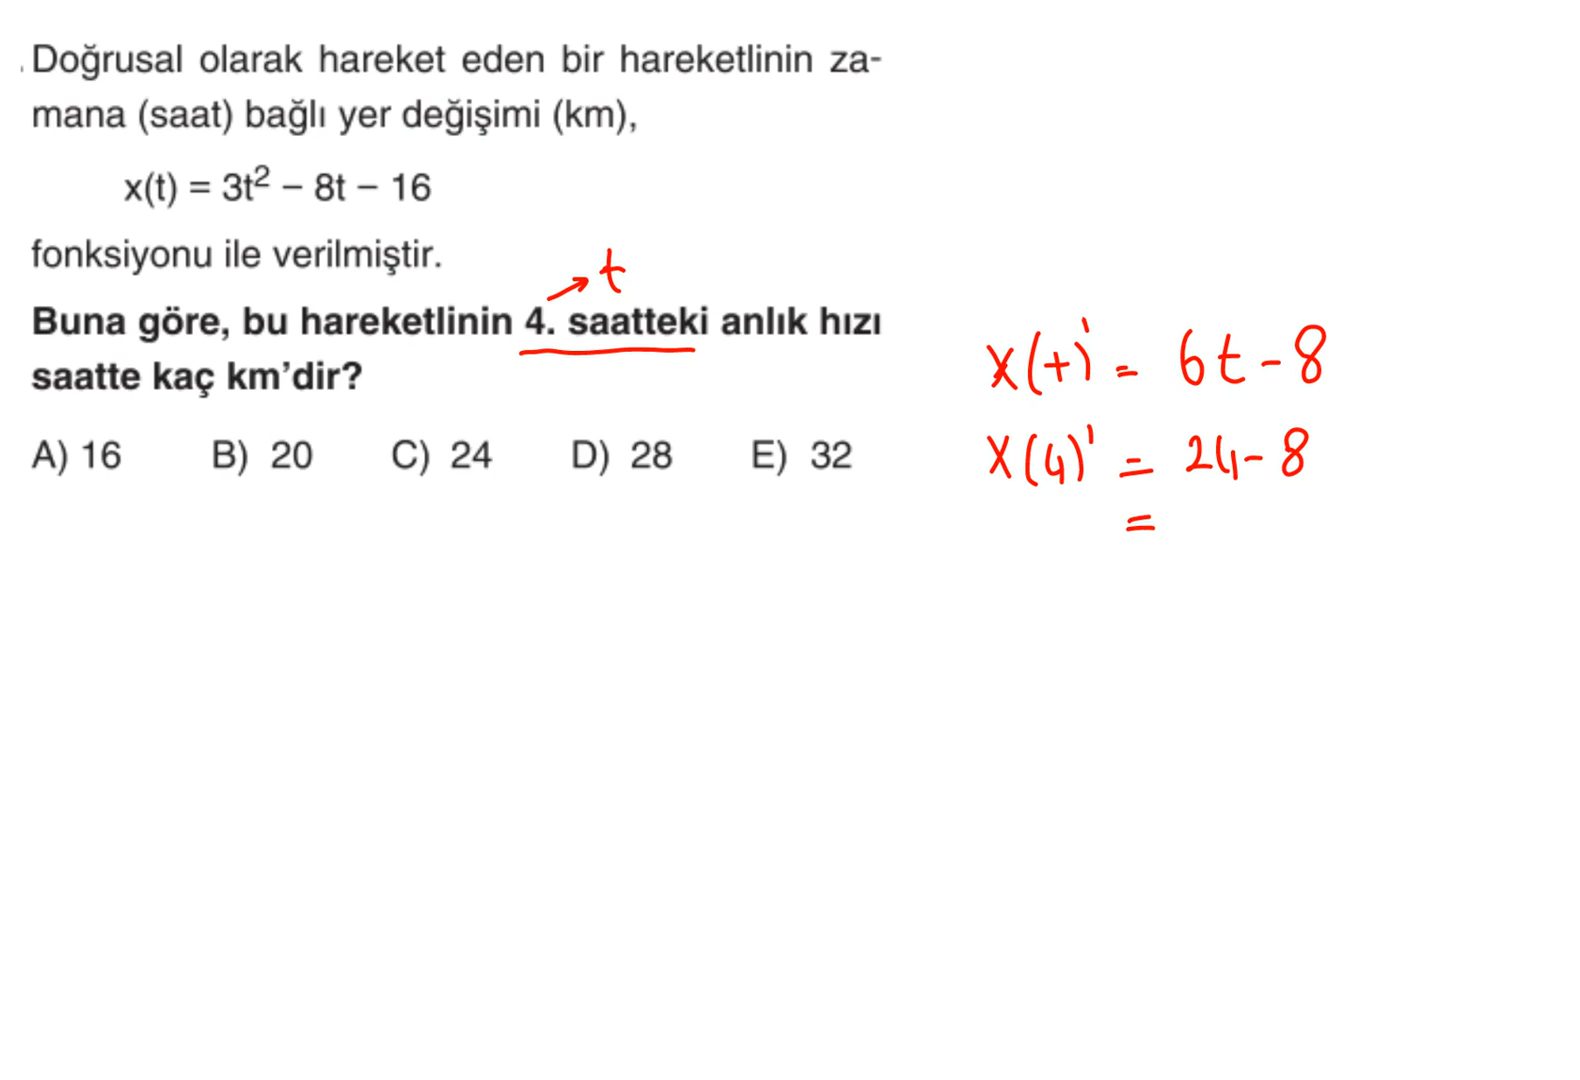 Doğrusal olarak hareket eden bir hareketlinin za-
mana (saat) bağlı yer değişimi (km),
x(t) = 3t² – 8t – 16
fonksiyonu ile verilmiştir.
→ t
Buna göre, bu hareketlinin 4. saatteki anlık hızı
saatte kaç km’dir?
A) 16 B) 20 C) 24 D) 28 E) 32
x(t)' = 6t - 8
x(4)' = 24 - 8
=